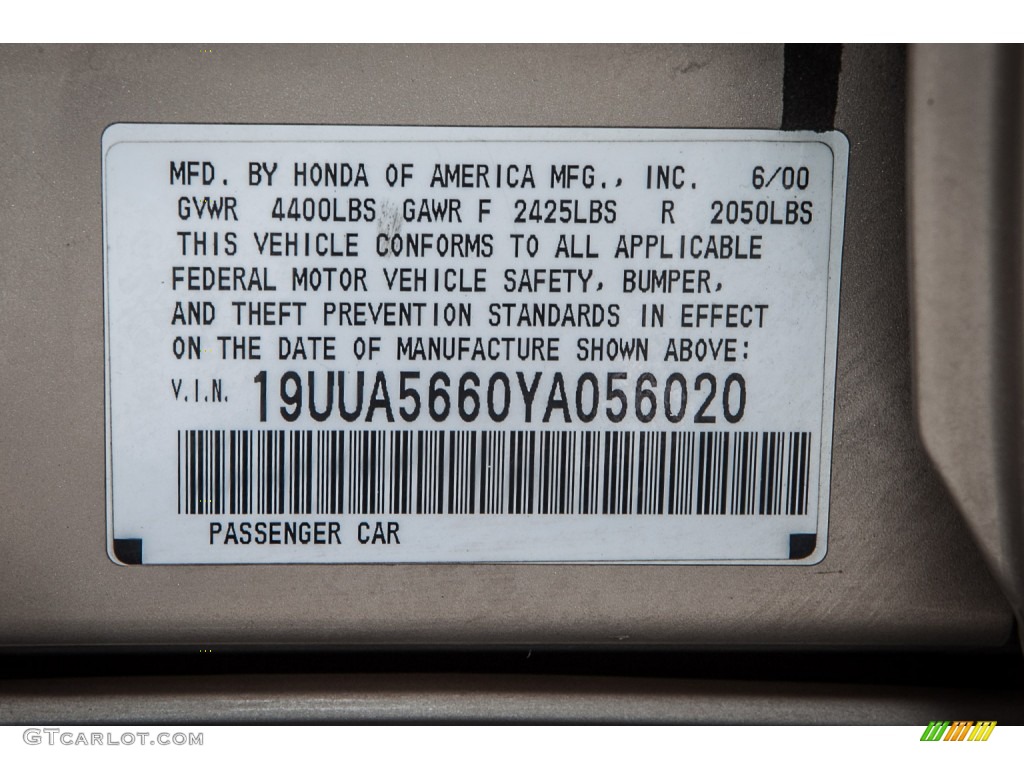 MFD. BY HONDA OF AMERICA MFG., INC. 6/00
GVWR 4400LBS GAWR F 2425LBS R 2050LBS
THIS VEHICLE CONFORMS TO ALL APPLICABLE
FEDERAL MOTOR VEHICLE SAFETY, BUMPER,
AND THEFT PREVENTION STANDARDS IN EFFECT
ON THE DATE OF MANUFACTURE SHOWN ABOVE:
V.I.N. 19UUA5660YA056020
PASSENGER CAR
GTCARLOT.COM